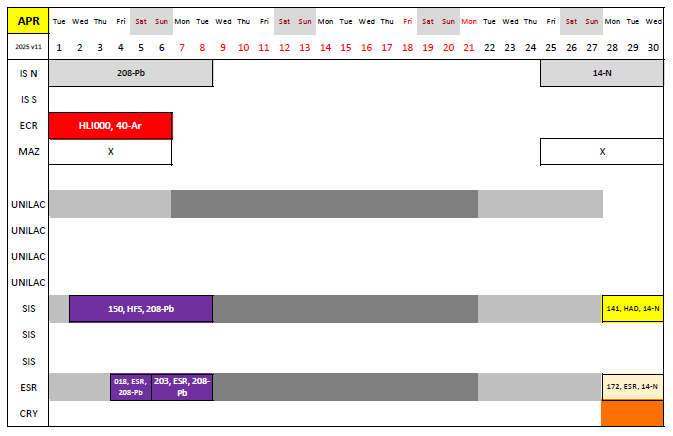 APR Tue Wed Thu Fri Sat Sun Mon Tue Wed Thu Fri Sat Sun Mon Tue Wed Thu Fri Sat Sun Mon Tue Wed Thu Fri Sat Sun Mon Tue Wed
2025 v11 1 2 3 4 5 6 7 8 9 10 11 12 13 14 15 16 17 18 19 20 21 22 23 24 25 26 27 28 29 30
IS N 208-Pb 14-N
IS S
ECR HLI000, 40-Ar
MAZ X X
UNILAC
UNILAC
UNILAC
UNILAC
SIS 150, HFS, 208-Pb 141, HAD, 14-N
SIS
SIS
ESR 018, ESR, 208-Pb 203, ESR, 208-Pb 172, ESR, 14-N
CRY